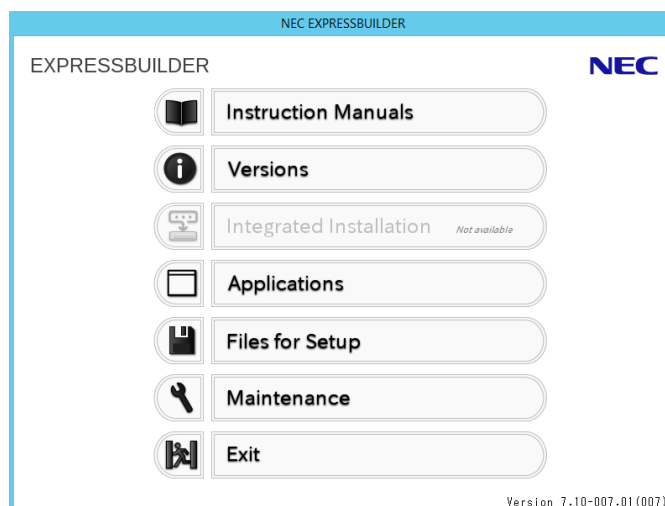 NEC EXPRESSBUILDER
EXPRESSBUILDER
NEC
Instruction Manuals
Versions
Integrated Installation Not available
Applications
Files for Setup
Maintenance
Exit
Version 7.10-007.01(007)